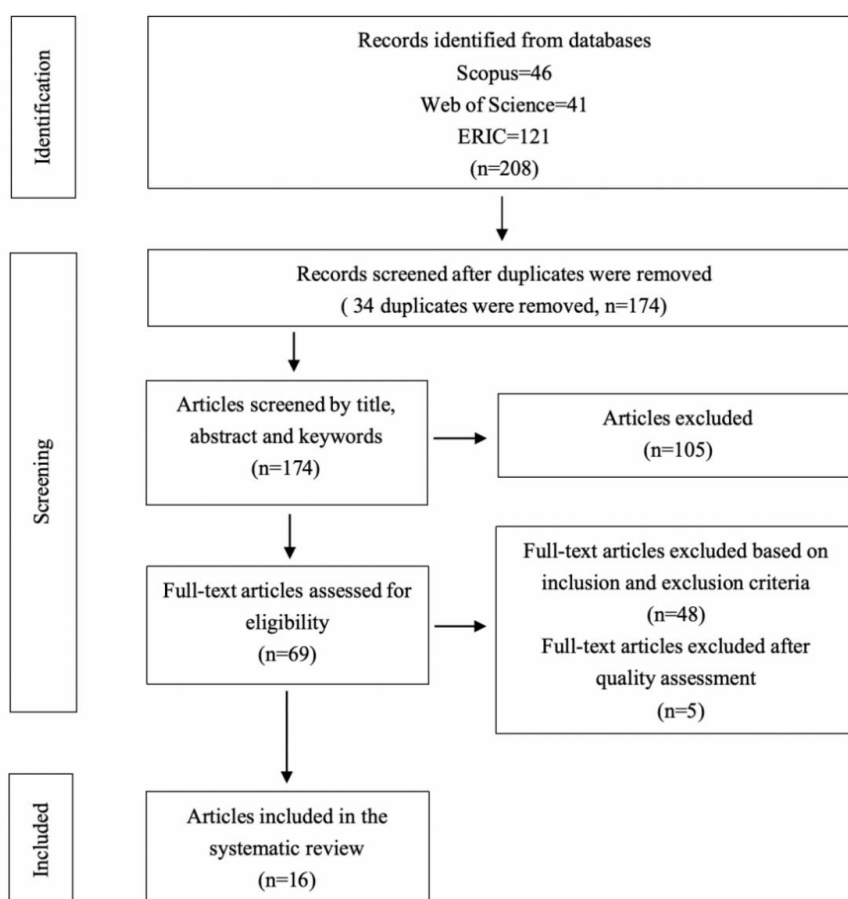 Identification
Records identified from databases
Scopus=46
Web of Science=41
ERIC=121
(n=208)
Screening
Records screened after duplicates were removed
( 34 duplicates were removed, n=174)
Articles screened by title,
abstract and keywords
(n=174)
Articles excluded
(n=105)
Full-text articles assessed for
eligibility
(n=69)
Full-text articles excluded based on
inclusion and exclusion criteria
(n=48)
Full-text articles excluded after
quality assessment
(n=5)
Included
Articles included in the
systematic review
(n=16)